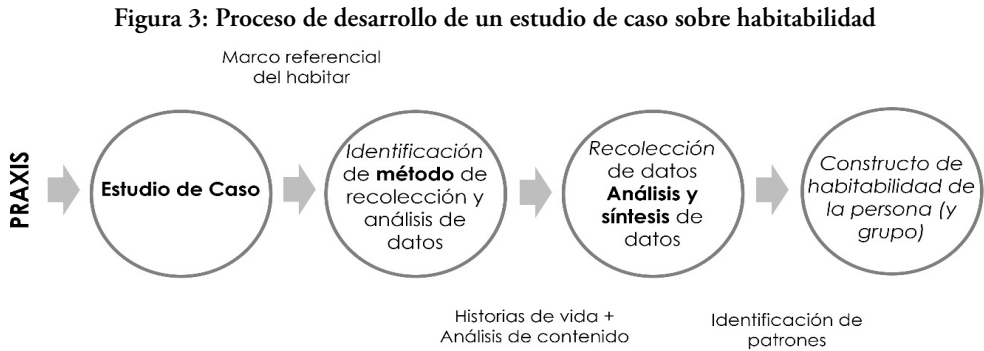 Figura 3: Proceso de desarrollo de un estudio de caso sobre habitabilidad
Marco referencial
del habitar
PRAXIS
Estudio de Caso
Identificación
de método de
recolección y
análisis de
datos
Recolección
de datos
Análisis y
síntesis de
datos
Constructo de
habitabilidad de
la persona (y
grupo)
Historias de vida +
Análisis de contenido
Identificación de
patrones